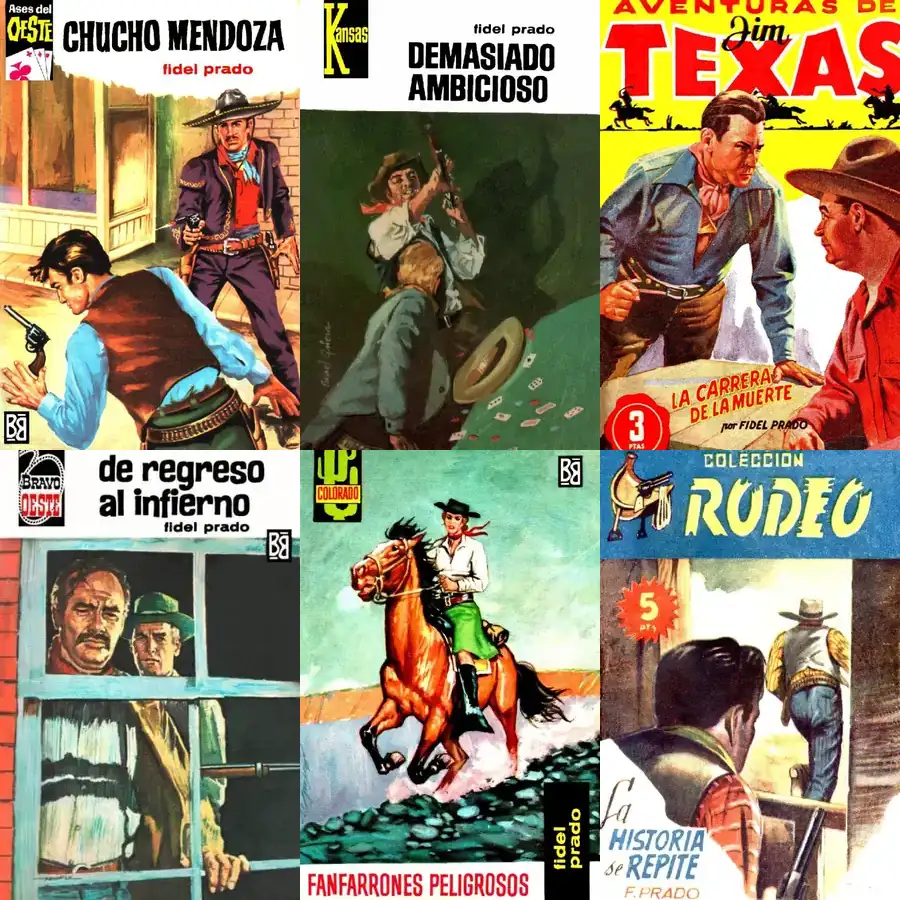 Ases del
OESTE
CHUCHO MENDOZA
fidel prado
BB
Kansas
fidel prado
DEMASIADO
AMBICIOSO
AVENTURAS DE
Jim
TEXAS
LA CARRERA
DE LA MUERTE
por FIDEL PRADO
3
PTAS
BRAVO
OESTE
de regreso
al infierno
fidel prado
BB
COLORADO
BB
fidel
prado
FANFARRONES PELIGROSOS
COLECCION
RODEO
5
PTS
La
HISTORIA
se REPITE
F. PRADO